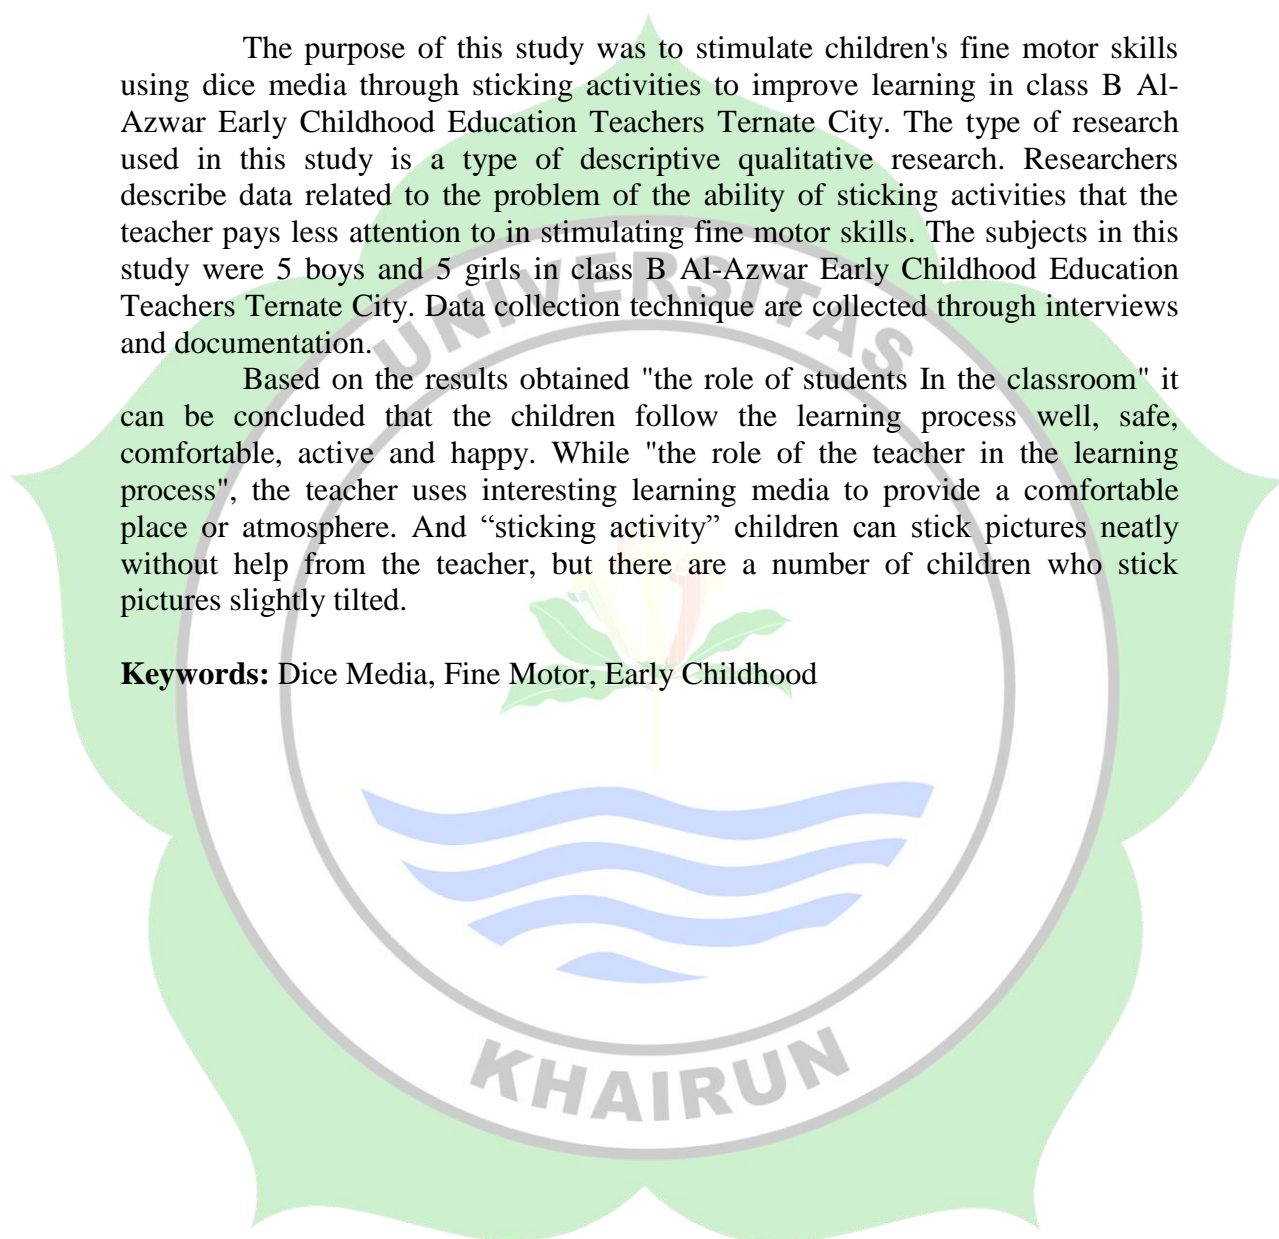 The purpose of this study was to stimulate children's fine motor skills
using dice media through sticking activities to improve learning in class B Al-
Azwar Early Childhood Education Teachers Ternate City. The type of research
used in this study is a type of descriptive qualitative research. Researchers
describe data related to the problem of the ability of sticking activities that the
teacher pays less attention to in stimulating fine motor skills. The subjects in this
study were 5 boys and 5 girls in class B Al-Azwar Early Childhood Education
Teachers Ternate City. Data collection technique are collected through interviews
and documentation.
Based on the results obtained "the role of students In the classroom" it
can be concluded that the children follow the learning process well, safe,
comfortable, active and happy. While "the role of the teacher in the learning
process", the teacher uses interesting learning media to provide a comfortable
place or atmosphere. And “sticking activity” children can stick pictures neatly
without help from the teacher, but there are a number of children who stick
pictures slightly tilted.
Keywords: Dice Media, Fine Motor, Early Childhood
UNIVERSITAS
KHAIRUN